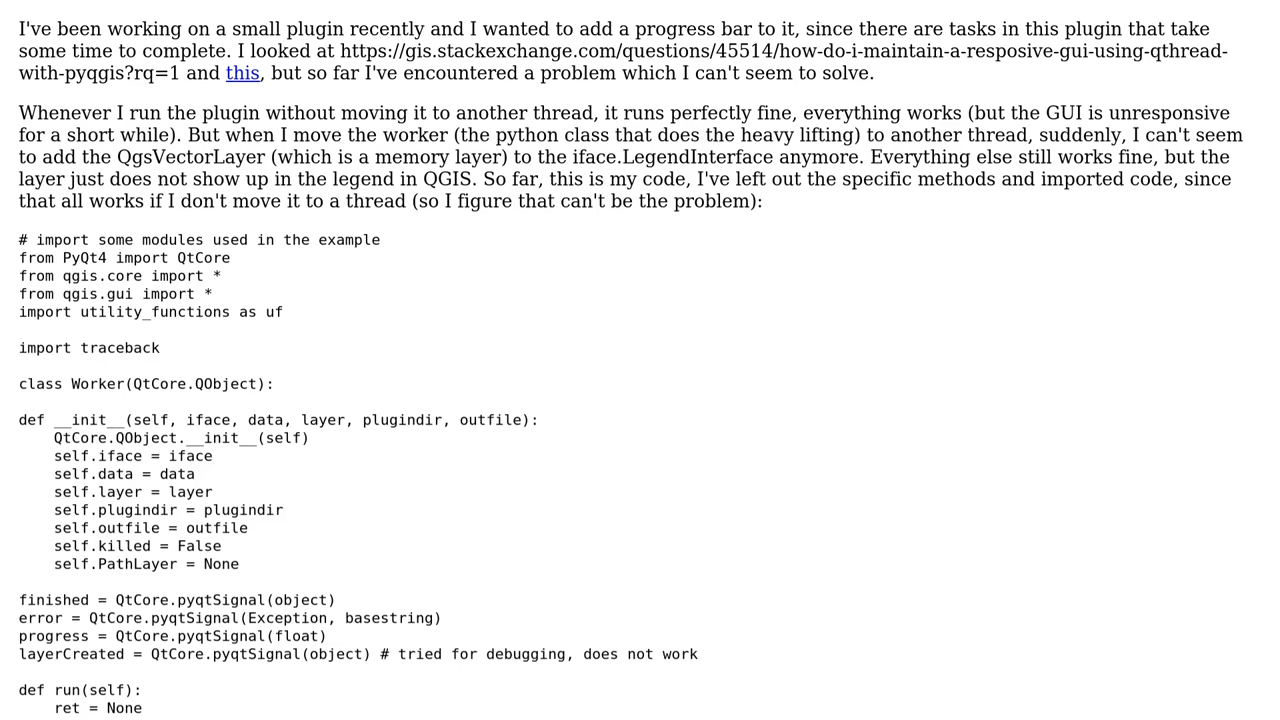 I've been working on a small plugin recently and I wanted to add a progress bar to it, since there are tasks in this plugin that take
some time to complete. I looked at https://gis.stackexchange.com/questions/45514/how-do-i-maintain-a-resposive-gui-using-qthread-
with-pyqgis?rq=1 and this, but so far I've encountered a problem which I can't seem to solve.
Whenever I run the plugin without moving it to another thread, it runs perfectly fine, everything works (but the GUI is unresponsive
for a short while). But when I move the worker (the python class that does the heavy lifting) to another thread, suddenly, I can't seem
to add the QgsVectorLayer (which is a memory layer) to the iface.LegendInterface anymore. Everything else still works fine, but the
layer just does not show up in the legend in QGIS. So far, this is my code, I've left out the specific methods and imported code, since
that all works if I don't move it to a thread (so I figure that can't be the problem):
# import some modules used in the example
from PyQt4 import QtCore
from qgis.core import *
from qgis.gui import *
import utility_functions as uf
import traceback
class Worker(QtCore.QObject):
def __init__(self, iface, data, layer, plugindir, outfile):
    QtCore.QObject.__init__(self)
    self.iface = iface
    self.data = data
    self.layer = layer
    self.plugindir = plugindir
    self.outfile = outfile
    self.killed = False
    self.PathLayer = None
finished = QtCore.pyqtSignal(object)
error = QtCore.pyqtSignal(Exception, basestring)
progress = QtCore.pyqtSignal(float)
layerCreated = QtCore.pyqtSignal(object) # tried for debugging, does not work
def run(self):
    ret = None